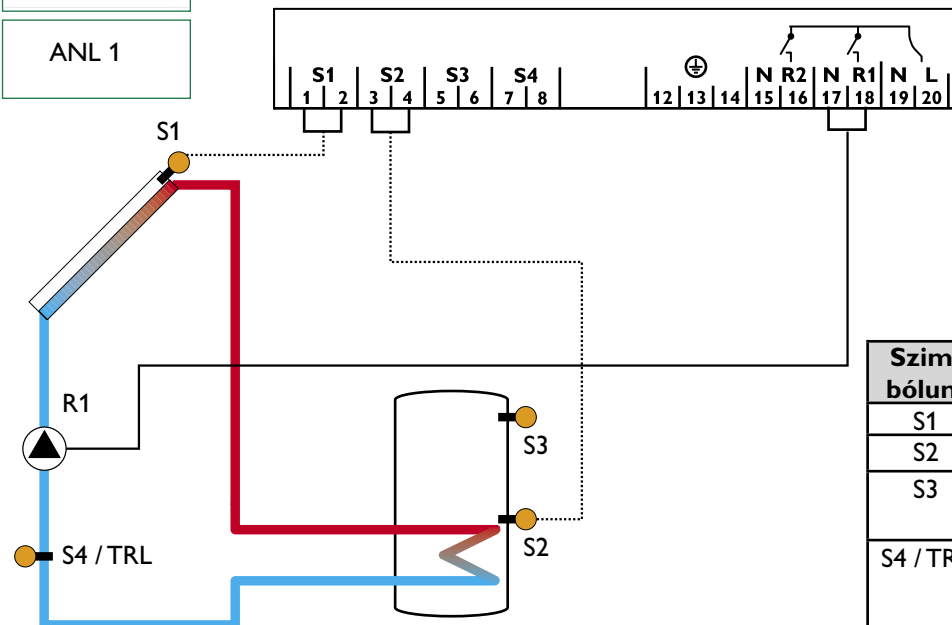 ANL 1
S1 S2 S3 S4 N R2 N R1 N L
1 2 3 4 5 6 7 8 12 13 14 15 16 17 18 19 20
S1
R1
S3
S2
S4 / TRL
Szim
bólun
S1
S2
S3
S4 / TR